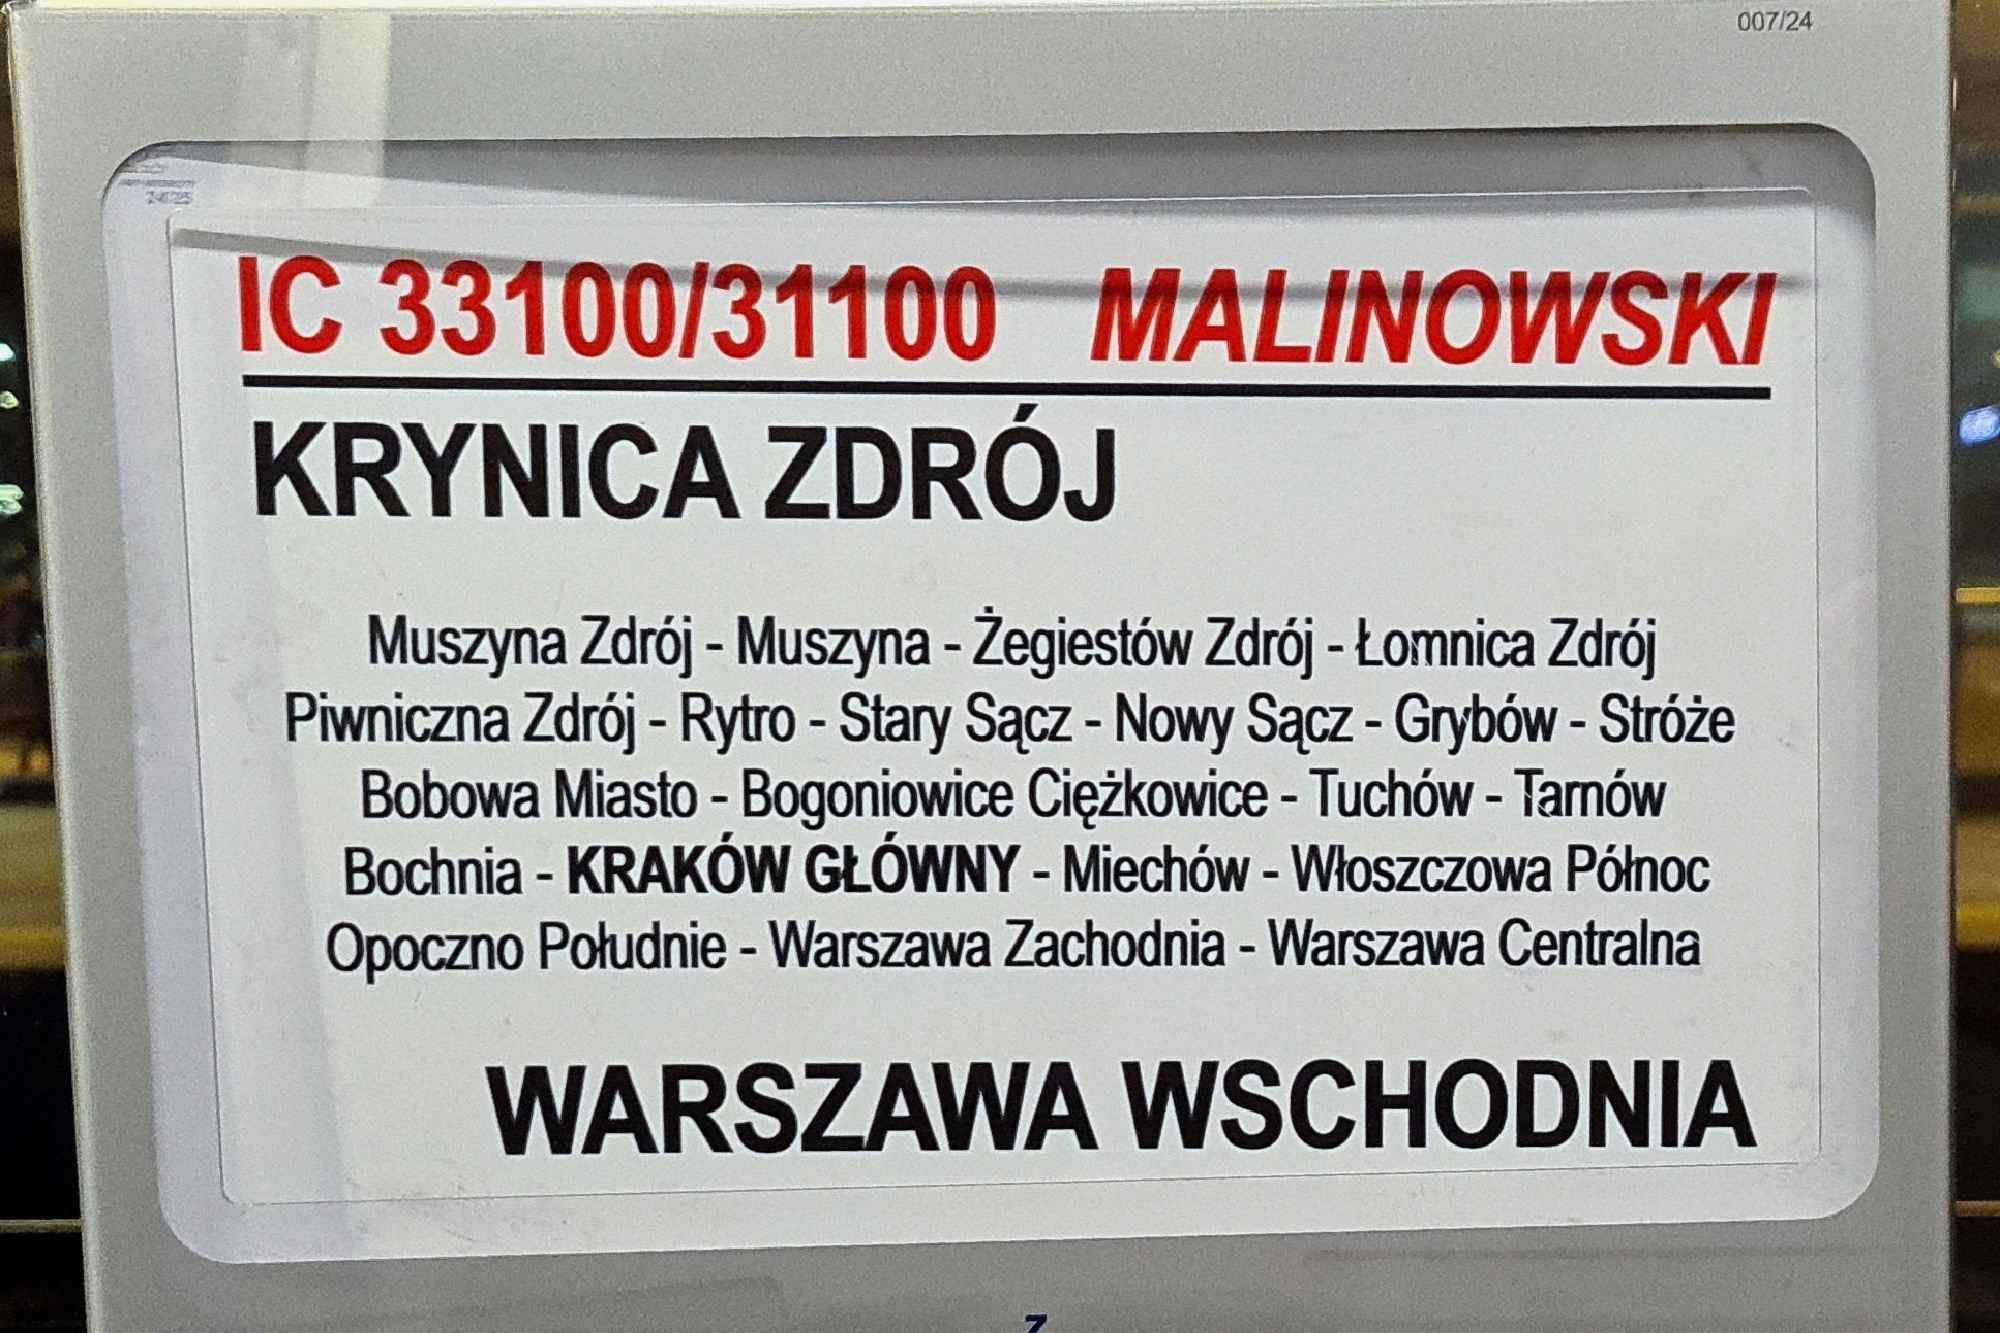 007/24
IC 33100/31100 MALINOWSKI
KRYNICA ZDRÓJ
Muszyna Zdrój - Muszyna - Żegiestów Zdrój - Łomnica Zdrój
Piwniczna Zdrój - Rytro - Stary Sącz - Nowy Sącz - Grybów - Stróże
Bobowa Miasto - Bogoniowice Ciężkowice - Tuchów - Tarnów
Bochnia - KRAKÓW GŁÓWNY - Miechów - Włoszczowa Północ
Opoczno Południe - Warszawa Zachodnia - Warszawa Centralna
WARSZAWA WSCHODNIA